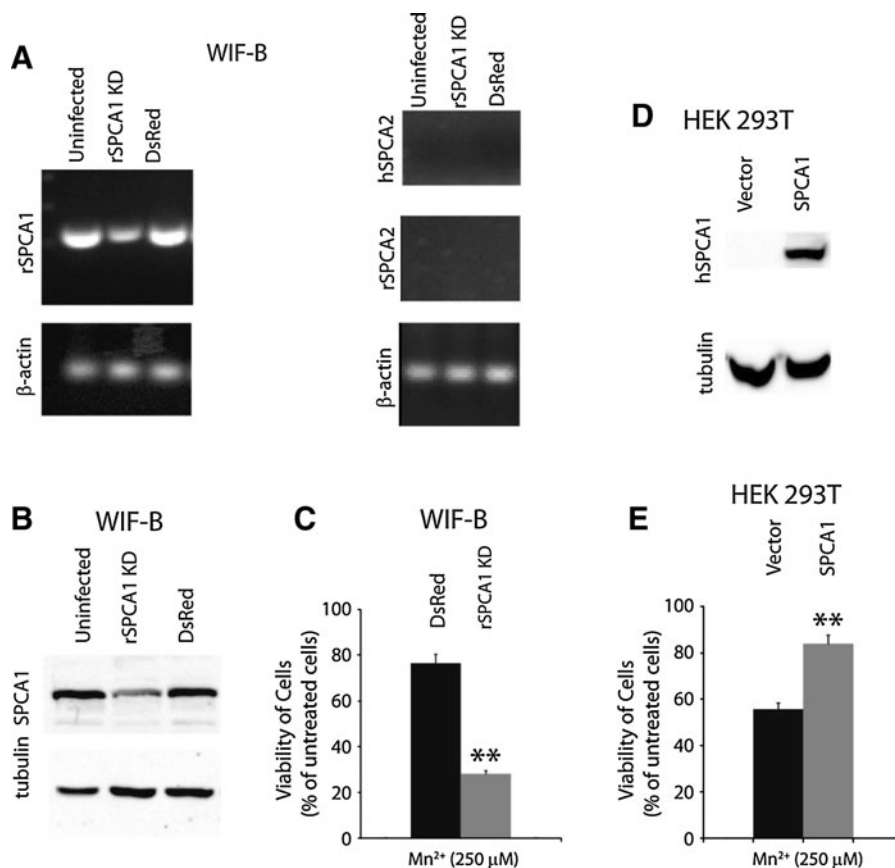 A
WIF-B
Uninfected
rSPCA1 KD
DsRed
rSPCA1
β-actin
Uninfected
rSPCA1 KD
DsRed
hSPCA2
rSPCA2
β-actin
D
HEK 293T
Vector
SPCA1
hSPCA1
tubulin
B
WIF-B
Uninfected
rSPCA1 KD
DsRed
SPCA1
tubulin
C
WIF-B
DsRed
rSPCA1 KD
Viability of Cells
(% of untreated cells)
100
80
60
40
20
0
**
Mn²⁺ (250 μM)
E
HEK 293T
Vector
SPCA1
Viability of Cells
(% of untreated cells)
100
80
60
40
20
0
**
Mn²⁺ (250 μM)